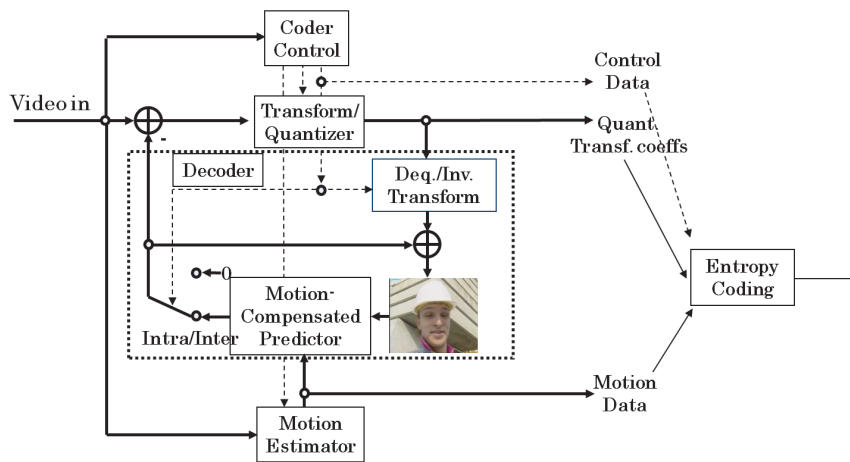 Coder
Control
Control
Data
Video in
Transform/
Quantizer
-
Quant
Transf. coeffs
Decoder
Deq./Inv.
Transform
Entropy
Coding
0
Motion-
Compensated
Predictor
Intra/Inter
Motion
Data
Motion
Estimator